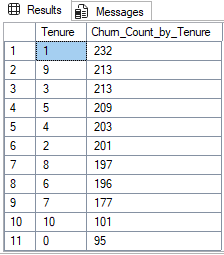 Results Messages
Tenure Churn_Count_by_Tenure
1 1 232
2 9 213
3 3 213
4 5 209
5 4 203
6 2 201
7 8 197
8 6 196
9 7 177
10 10 101
11 0 95